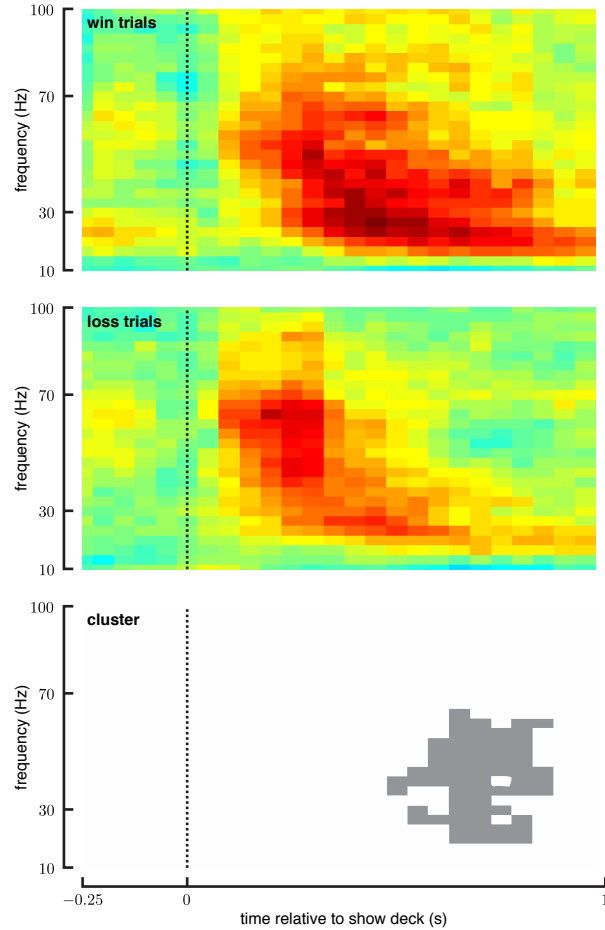 100
win trials
70
frequency (Hz)
30
10
100
loss trials
70
frequency (Hz)
30
10
100
cluster
70
frequency (Hz)
30
10
−0.25
0
1
time relative to show deck (s)